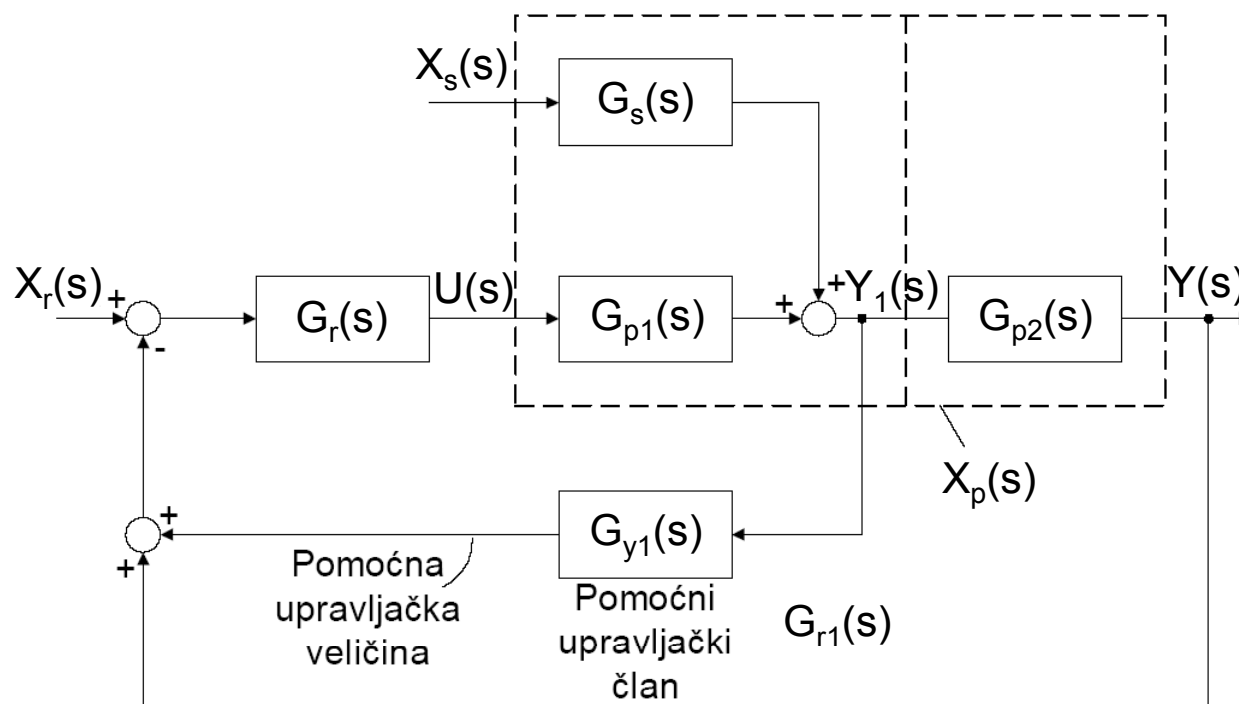 X_s(s)
G_s(s)
X_r(s)
+
-
G_r(s)
U(s)
G_p1(s)
+
+
Y_1(s)
G_p2(s)
Y(s)
X_p(s)
+
+
G_y1(s)
Pomoćna
upravljačka
veličina
Pomoćni
upravljački
član
G_r1(s)